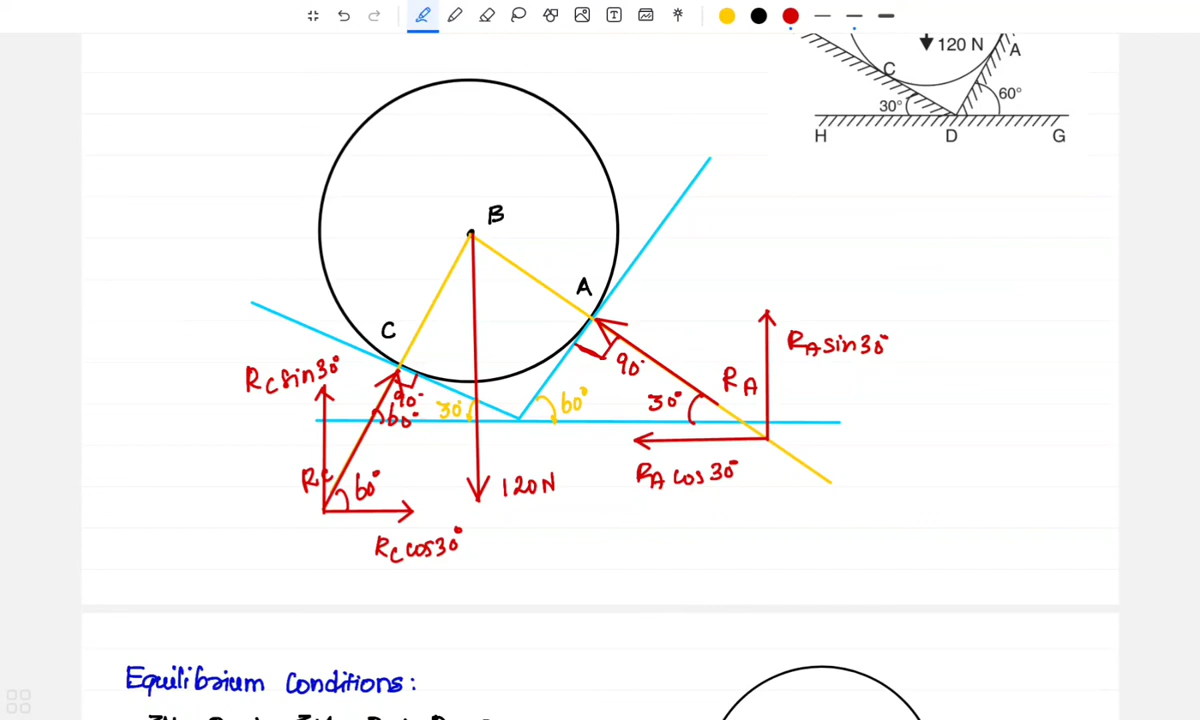 120 N
A
C
30°
60°
H
D
G
B
A
C
RC sin30°
90°
60°
30°
60°
90°
RA
30°
RA sin30°
RA cos30°
RC
60°
120N
RC cos30°
Equilibrium Conditions: